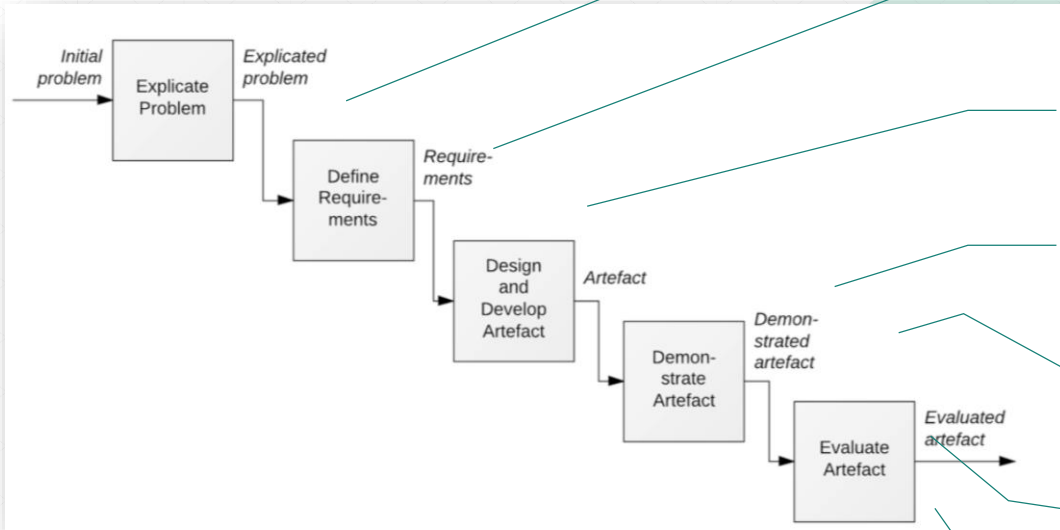 Initial
problem
Explicate
Problem
Explicated
problem
Define
Require-
ments
Require-
ments
Design
and
Develop
Artefact
Artefact
Demon-
strate
Artefact
Demon-
strated
artefact
Evaluate
Artefact
Evaluated
artefact